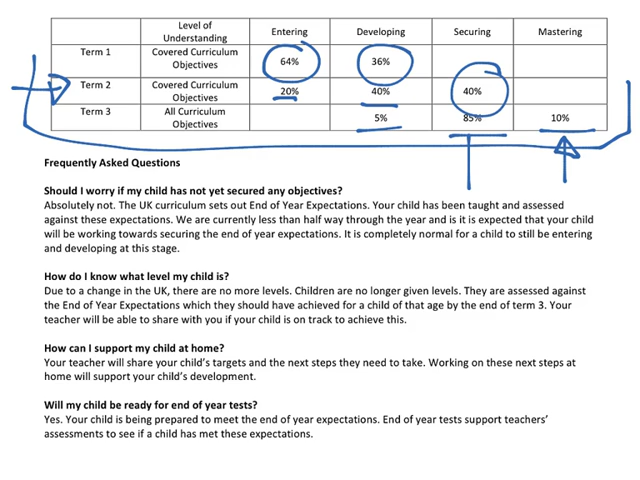 Level of
Understanding
Entering
Developing
Securing
Mastering
Term 1
Covered Curriculum
Objectives
64%
36%
Term 2
Covered Curriculum
Objectives
20%
40%
40%
Term 3
All Curriculum
Objectives
5%
85%
10%
Frequently Asked Questions
Should I worry if my child has not yet secured any objectives?
Absolutely not. The UK curriculum sets out End of Year Expectations. Your child has been taught and assessed
against these expectations. We are currently less than half way through the year and is it is expected that your child
will be working towards securing the end of year expectations. It is completely normal for a child to still be entering
and developing at this stage.
How do I know what level my child is?
Due to a change in the UK, there are no more levels. Children are no longer given levels. They are assessed against
the End of Year Expectations which they should have achieved for a child of that age by the end of term 3. Your
teacher will be able to share with you if your child is on track to achieve this.
How can I support my child at home?
Your teacher will share your child's targets and the next steps they need to take. Working on these next steps at
home will support your child's development.
Will my child be ready for end of year tests?
Yes. Your child is being prepared to meet the end of year expectations. End of year tests support teachers'
assessments to see if a child has met these expectations.